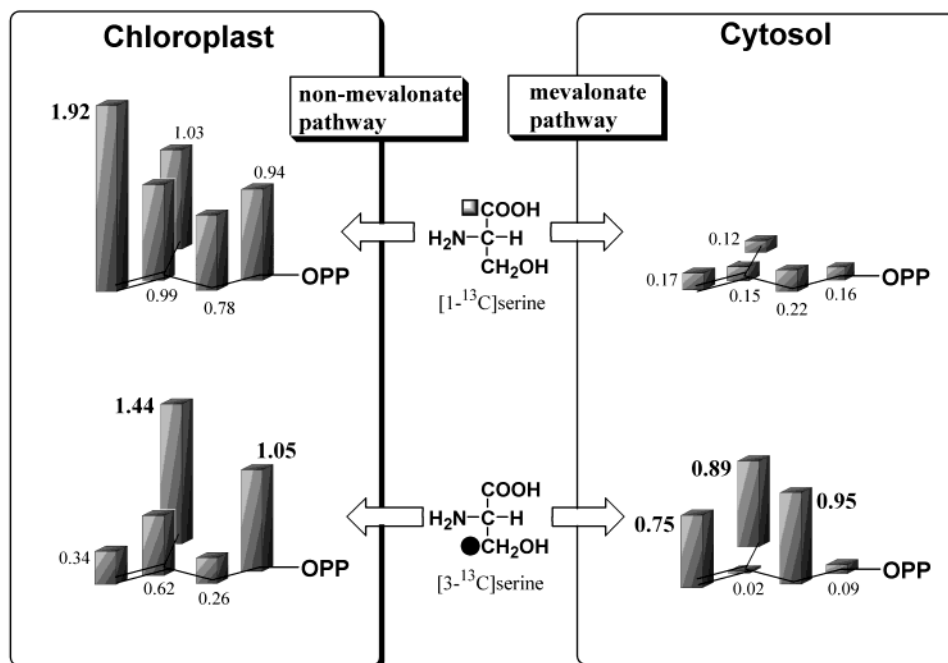 Chloroplast
Cytosol
non-mevalonate
pathway
mevalonate
pathway
1.92
1.03
0.94
0.99
0.78
OPP
COOH
H₂N–C–H
CH₂OH
[1-¹³C]serine
0.12
0.17
0.15
0.22
0.16
OPP
1.44
1.05
0.34
0.62
0.26
OPP
COOH
H₂N–C–H
CH₂OH
[3-¹³C]serine
0.89
0.95
0.75
0.02
0.09
OPP